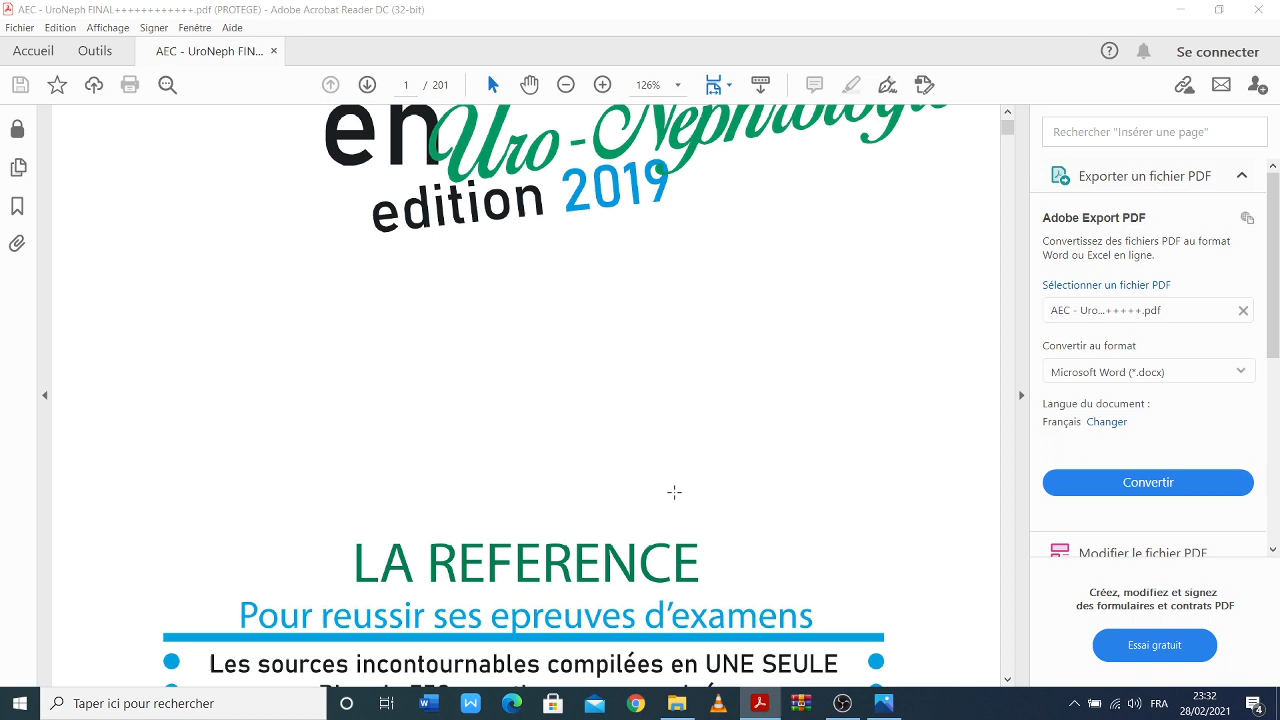 AEC - UroNeph FINAL++++++++++++.pdf (PROTEGE) - Adobe Acrobat Reader DC (32-bit)
Fichier Edition Affichage Signer Fenêtre Aide
Accueil Outils AEC - UroNeph FIN... × Se connecter
1 / 201 126%
en Uro-Nephrologie
edition 2019
LA REFERENCE
Pour reussir ses epreuves d'examens
Les sources incontournables compilées en UNE SEULE
Rechercher "Insérer une page"
Exporter un fichier PDF
Adobe Export PDF
Convertissez des fichiers PDF au format
Word ou Excel en ligne.
Sélectionner un fichier PDF
AEC - Uro...+++++.pdf
Convertir au format
Microsoft Word (*.docx)
Langue du document :
Français Changer
Convertir
Modifier le fichier PDF
Créez, modifiez et signez
des formulaires et contrats PDF
Essai gratuit
Taper ici pour rechercher
FRA
23:32
28/02/2021
4